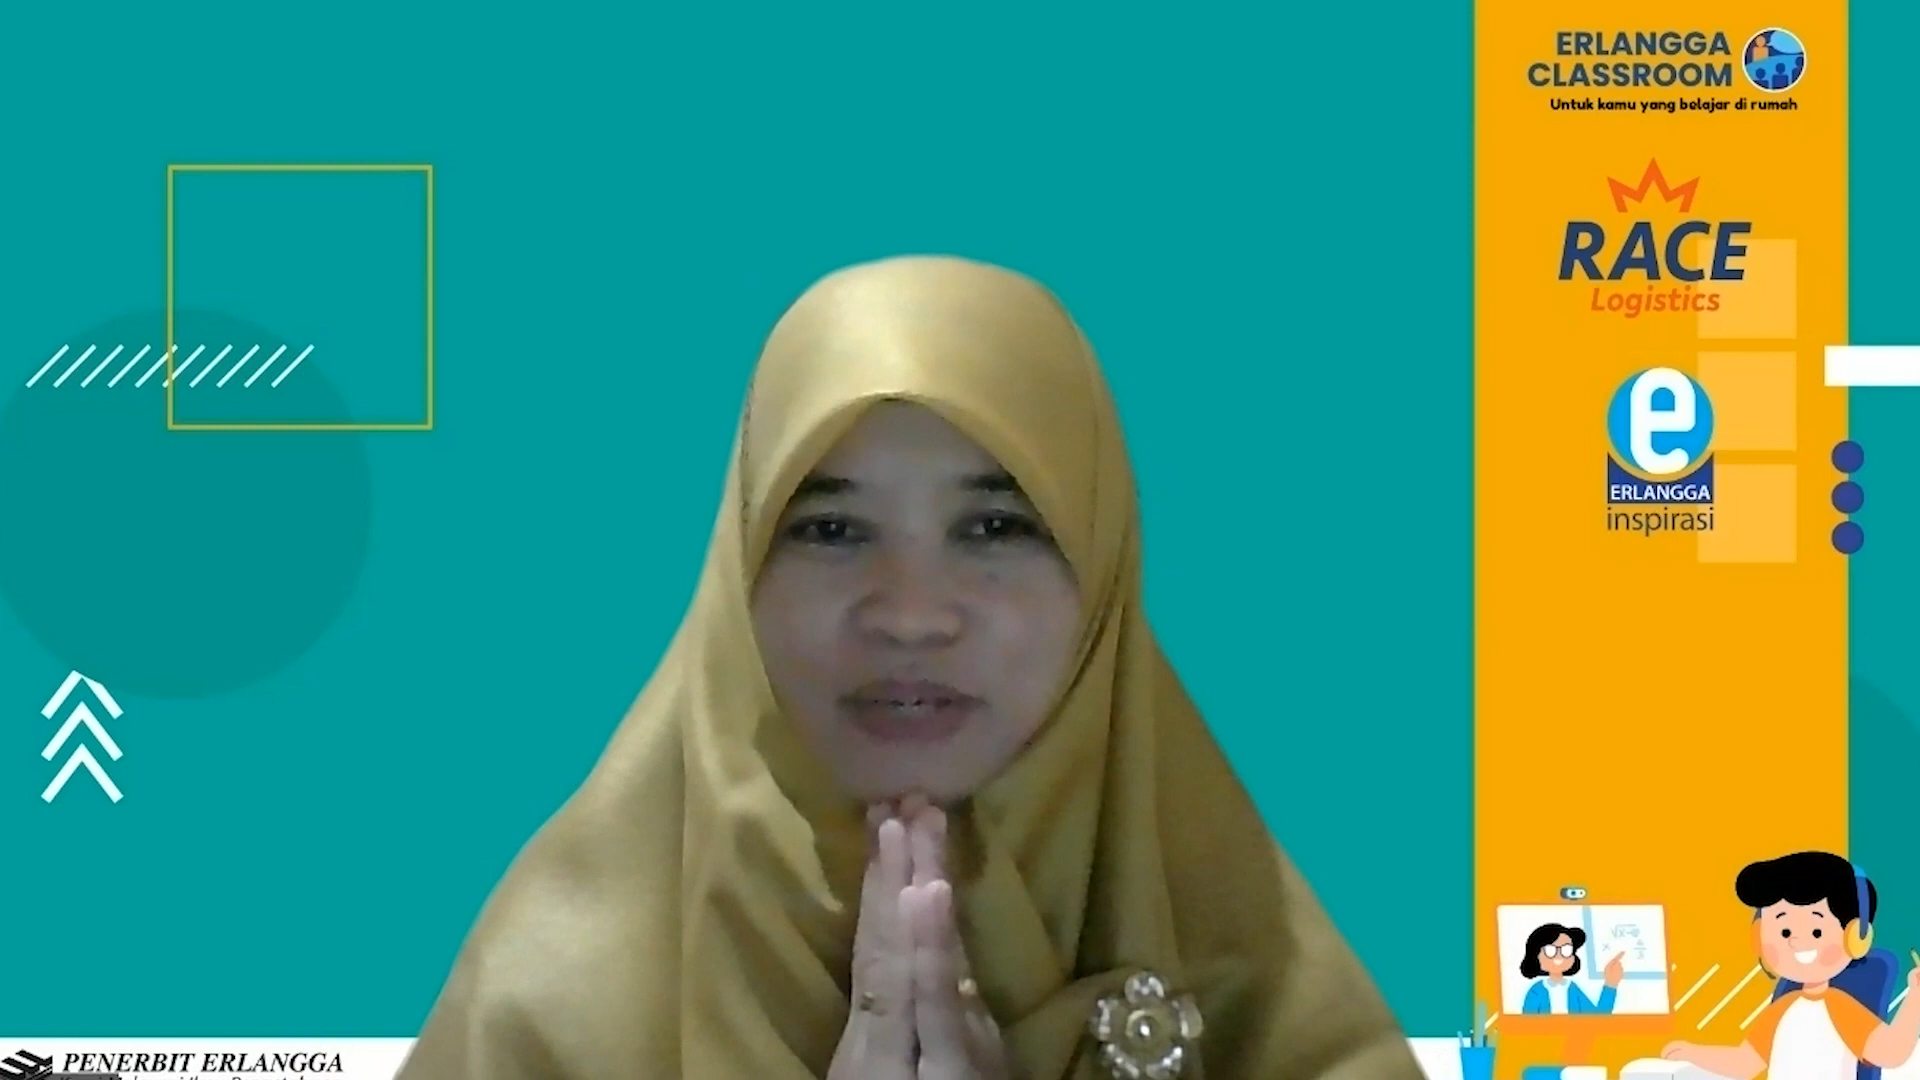 ERLANGGA
CLASSROOM
Untuk kamu yang belajar di rumah
RACE
Logistics
e
ERLANGGA
inspirasi
PENERBIT ERLANGGA